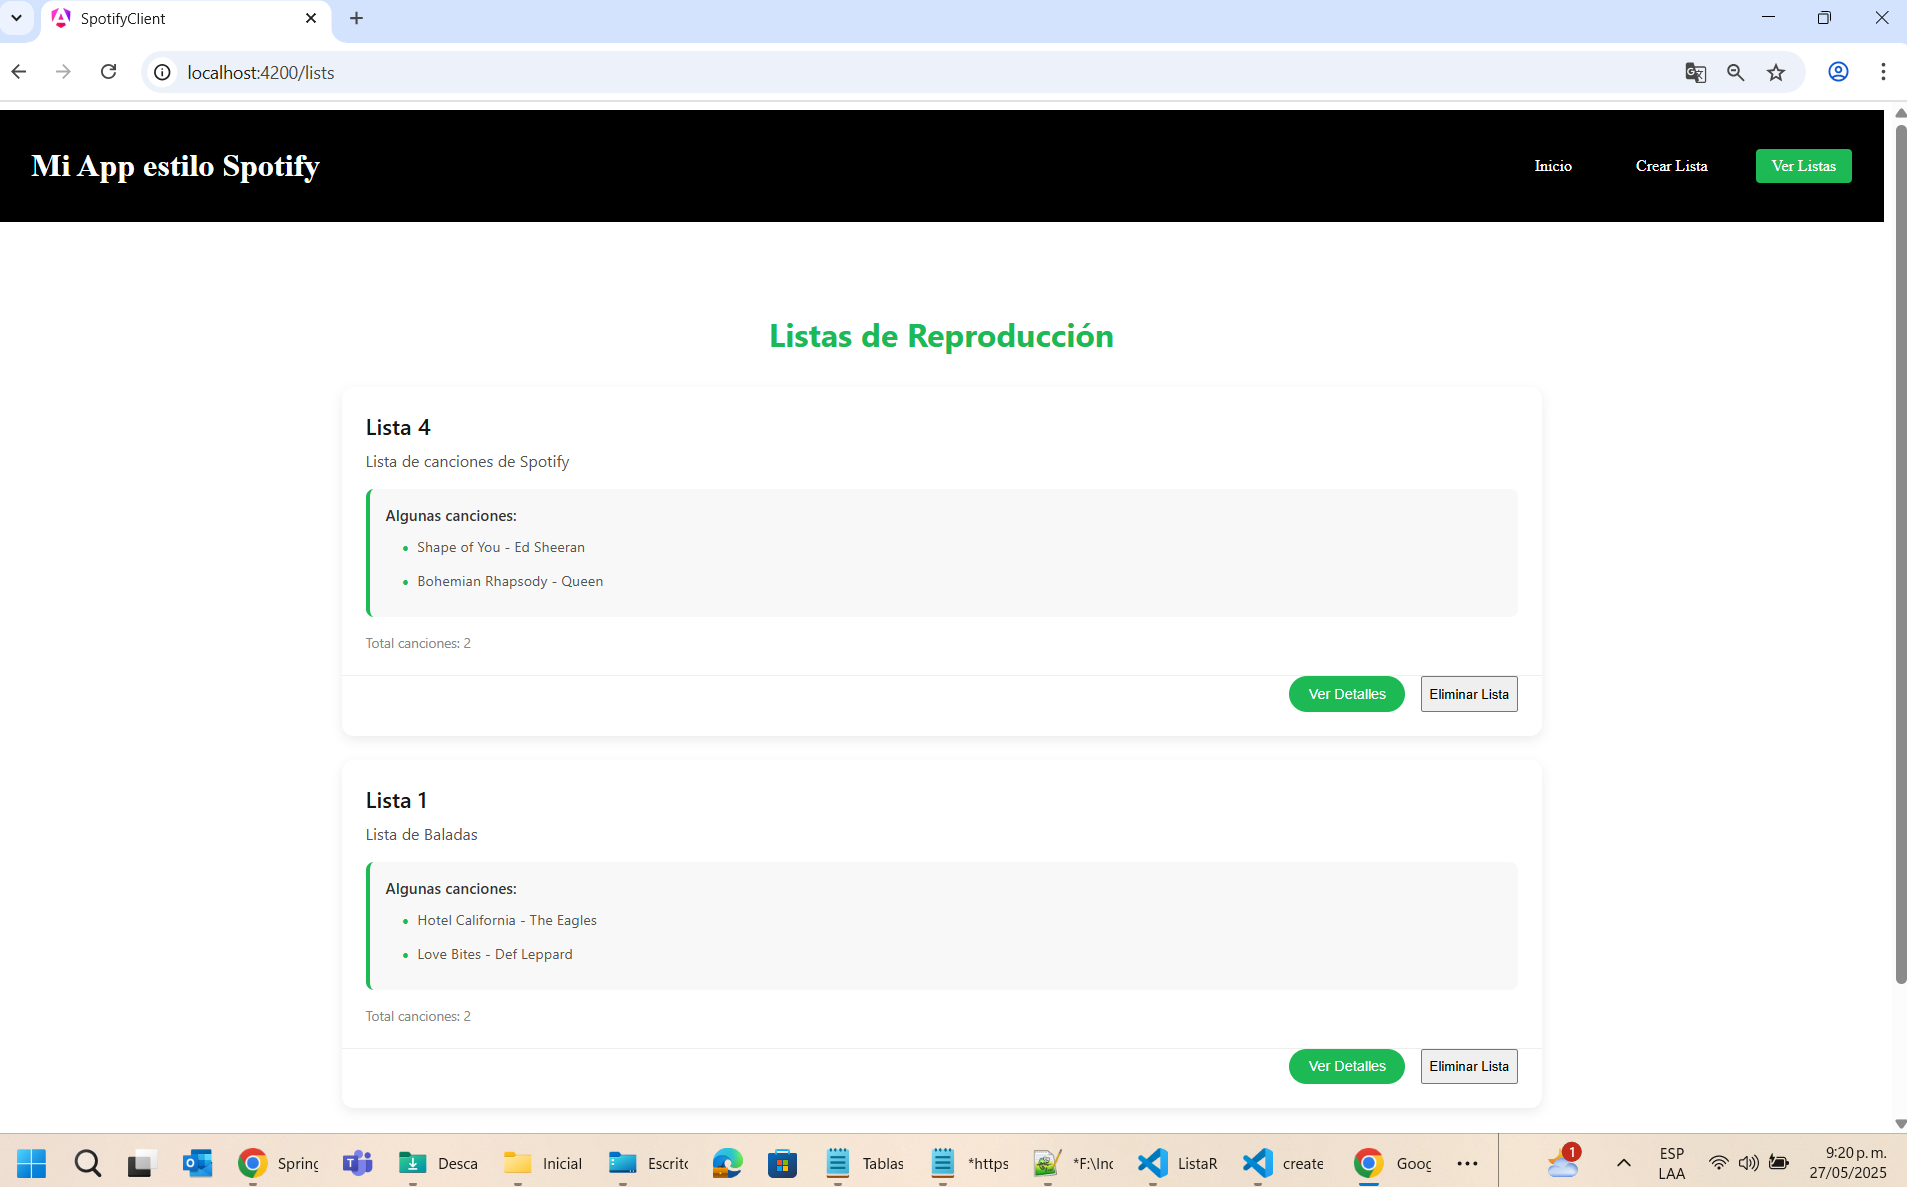 SpotifyClient
localhost:4200/lists
Mi App estilo Spotify
Inicio
Crear Lista
Ver Listas
Listas de Reproducción
Lista 4
Lista de canciones de Spotify
Algunas canciones:
Shape of You - Ed Sheeran
Bohemian Rhapsody - Queen
Total canciones: 2
Ver Detalles
Eliminar Lista
Lista 1
Lista de Baladas
Algunas canciones:
Hotel California - The Eagles
Love Bites - Def Leppard
Total canciones: 2
Ver Detalles
Eliminar Lista
Spring
Desca
Inicial
Escrito
Tablas
*https
*F:\Inc
ListaR
create
Goog
1
ESP
LAA
9:20 p. m.
27/05/2025